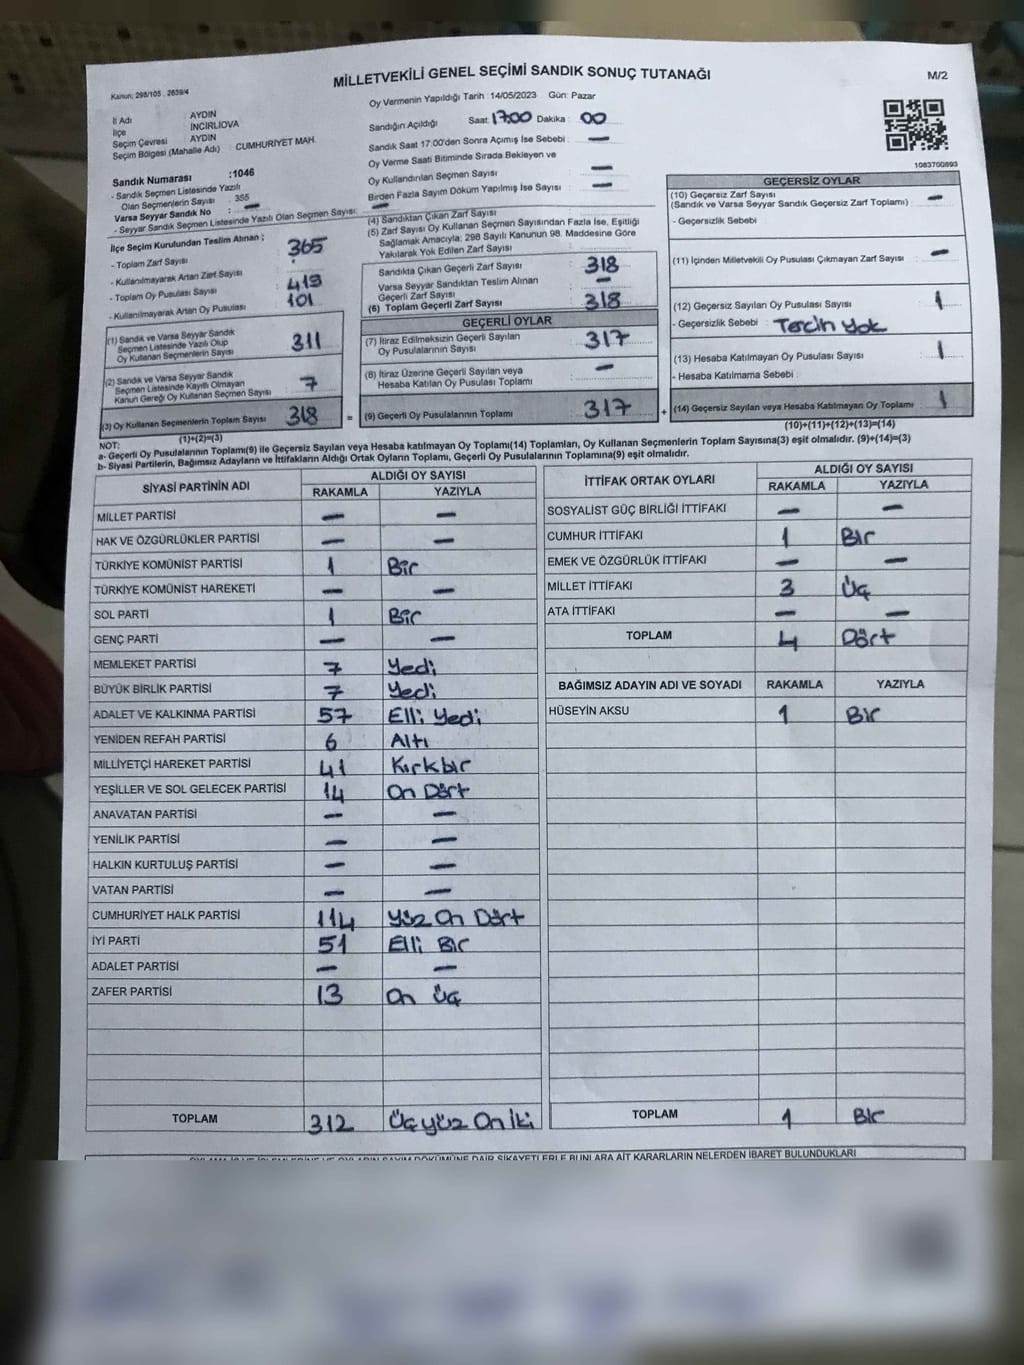 MİLLETVEKİLİ GENEL SEÇİMİ SANDIK SONUÇ TUTANAĞI
M/2
Kanun: 298/105 , 2839/4
İl Adı : AYDIN
İlçe : İNCİRLİOVA
Seçim Çevresi : AYDIN
Seçim Bölgesi (Mahalle Adı) : CUMHURİYET MAH.
Sandık Numarası :1046
- Sandık Seçmen Listesinde Yazılı
Olan Seçmenlerin Sayısı : 355
Varsa Seyyar Sandık No : —
- Seyyar Sandık Seçmen Listesinde Yazılı Olan Seçmen Sayısı: —
İlçe Seçim Kurulundan Teslim Alınan ;
- Toplam Zarf Sayısı : 365
- Kullanılmayarak Artan Zarf Sayısı
- Toplam Oy Pusulası Sayısı : 419
- Kullanılmayarak Artan Oy Pusulası : 101
(1) Sandık ve Varsa Seyyar Sandık
Seçmen Listesinde Yazılı Olup
Oy Kullanan Seçmenlerin Sayısı : 311
(2) Sandık ve Varsa Seyyar Sandık
Seçmen Listesinde Kayıtlı Olmayan
Kanun Gereği Oy Kullanan Seçmen Sayısı : 7
(3) Oy Kullanan Seçmenlerin Toplam Sayısı : 318 =
(1)+(2)=(3)
Oy Vermenin Yapıldığı Tarih : 14/05/2023 Gün: Pazar
Sandığın Açıldığı Saat: 17:00 Dakika : 00
Sandık Saat 17:00'den Sonra Açımış İse Sebebi : —
Oy Verme Saati Bitiminde Sırada Bekleyen ve
Oy Kullandırılan Seçmen Sayısı : —
Birden Fazla Sayım Döküm Yapılmış İse Sayısı : —
(4) Sandıktan Çıkan Zarf Sayısı
(5) Zarf Sayısı Oy Kullanan Seçmen Sayısından Fazla İse, Eşitliği
Sağlamak Amacıyla; 298 Sayılı Kanunun 98. Maddesine Göre
Yakılarak Yok Edilen Zarf Sayısı :
Sandıkta Çıkan Geçerli Zarf Sayısı : 318
Varsa Seyyar Sandıktan Teslim Alınan
Geçerli Zarf Sayısı : —
(6) Toplam Geçerli Zarf Sayısı : 318
GEÇERLİ OYLAR
(7) İtiraz Edilmeksizin Geçerli Sayılan
Oy Pusulalarının Sayısı : 317
(8) İtiraz Üzerine Geçerli Sayılan veya
Hesaba Katılan Oy Pusulası Toplamı : —
(9) Geçerli Oy Pusulalarının Toplamı : 317 +
1083700893
GEÇERSİZ OYLAR
(10) Geçersiz Zarf Sayısı
(Sandık ve Varsa Seyyar Sandık Geçersiz Zarf Toplamı) : —
- Geçersizlik Sebebi :
(11) İçinden Milletvekili Oy Pusulası Çıkmayan Zarf Sayısı : —
(12) Geçersiz Sayılan Oy Pusulası Sayısı : 1
- Geçersizlik Sebebi : Tercih Yok
(13) Hesaba Katılmayan Oy Pusulası Sayısı : 1
- Hesaba Katılmama Sebebi :
(14) Geçersiz Sayılan veya Hesaba Katılmayan Oy Toplamı : 1
(10)+(11)+(12)+(13)=(14)
NOT:
a- Geçerli Oy Pusulalarının Toplamı(9) ile Geçersiz Sayılan veya Hesaba katılmayan Oy Toplamı(14) Toplamları, Oy Kullanan Seçmenlerin Toplam Sayısına(3) eşit olmalıdır. (9)+(14)=(3)
b- Siyasi Partilerin, Bağımsız Adayların ve İttifakların Aldığı Ortak Oyların Toplamı, Geçerli Oy Pusulalarının Toplamına(9) eşit olmalıdır.
SİYASİ PARTİNİN ADI ALDIĞI OY SAYISI
RAKAMLA YAZIYLA
MİLLET PARTİSİ — —
HAK VE ÖZGÜRLÜKLER PARTİSİ — —
TÜRKİYE KOMÜNİST PARTİSİ 1 Bir
TÜRKİYE KOMÜNİST HAREKETİ — —
SOL PARTİ 1 Bir
GENÇ PARTİ — —
MEMLEKET PARTİSİ 7 Yedi
BÜYÜK BİRLİK PARTİSİ 7 Yedi
ADALET VE KALKINMA PARTİSİ 57 Elli Yedi
YENİDEN REFAH PARTİSİ 6 Altı
MİLLİYETÇİ HAREKET PARTİSİ 41 Kırkbir
YEŞİLLER VE SOL GELECEK PARTİSİ 14 On Dört
ANAVATAN PARTİSİ — —
YENİLİK PARTİSİ — —
HALKIN KURTULUŞ PARTİSİ — —
VATAN PARTİSİ — —
CUMHURİYET HALK PARTİSİ 114 Yüz On Dört
İYİ PARTİ 51 Elli Bir
ADALET PARTİSİ — —
ZAFER PARTİSİ 13 On Üç
TOPLAM 312 Üçyüz On İki
İTTİFAK ORTAK OYLARI ALDIĞI OY SAYISI
RAKAMLA YAZIYLA
SOSYALİST GÜÇ BİRLİĞİ İTTİFAKI — —
CUMHUR İTTİFAKI 1 Bir
EMEK VE ÖZGÜRLÜK İTTİFAKI — —
MİLLET İTTİFAKI 3 Üç
ATA İTTİFAKI — —
TOPLAM 4 Dört
BAĞIMSIZ ADAYIN ADI VE SOYADI RAKAMLA YAZIYLA
HÜSEYİN AKSU 1 Bir
TOPLAM 1 Bir
DÖKÜMÜNE DAİR ŞİKAYETLERLE BUNLARA AİT KARARLARIN NELERDEN İBARET BULUNDUKLARI